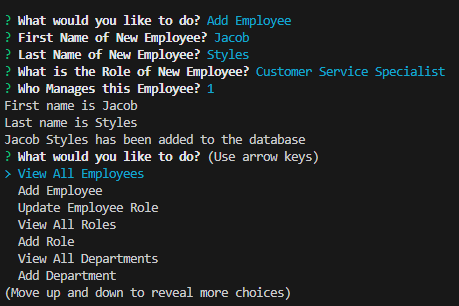 ? What would you like to do? Add Employee
? First Name of New Employee? Jacob
? Last Name of New Employee? Styles
? What is the Role of New Employee? Customer Service Specialist
? Who Manages this Employee? 1
First name is Jacob
Last name is Styles
Jacob Styles has been added to the database
? What would you like to do? (Use arrow keys)
> View All Employees
Add Employee
Update Employee Role
View All Roles
Add Role
View All Departments
Add Department
(Move up and down to reveal more choices)